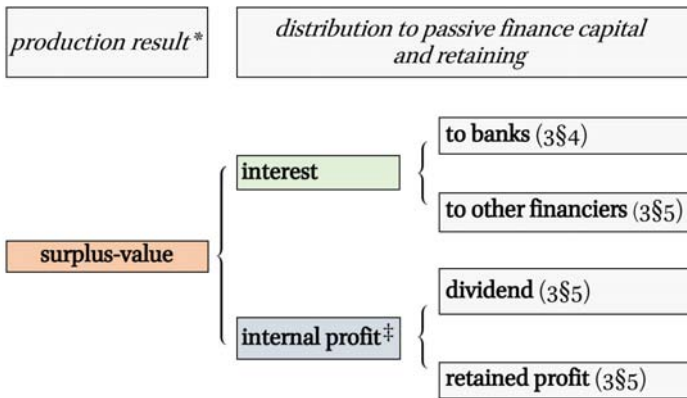 production result*
distribution to passive finance capital
and retaining
to banks (3§4)
interest
to other financiers (3§5)
surplus-value
dividend (3§5)
internal profit‡
retained profit (3§5)